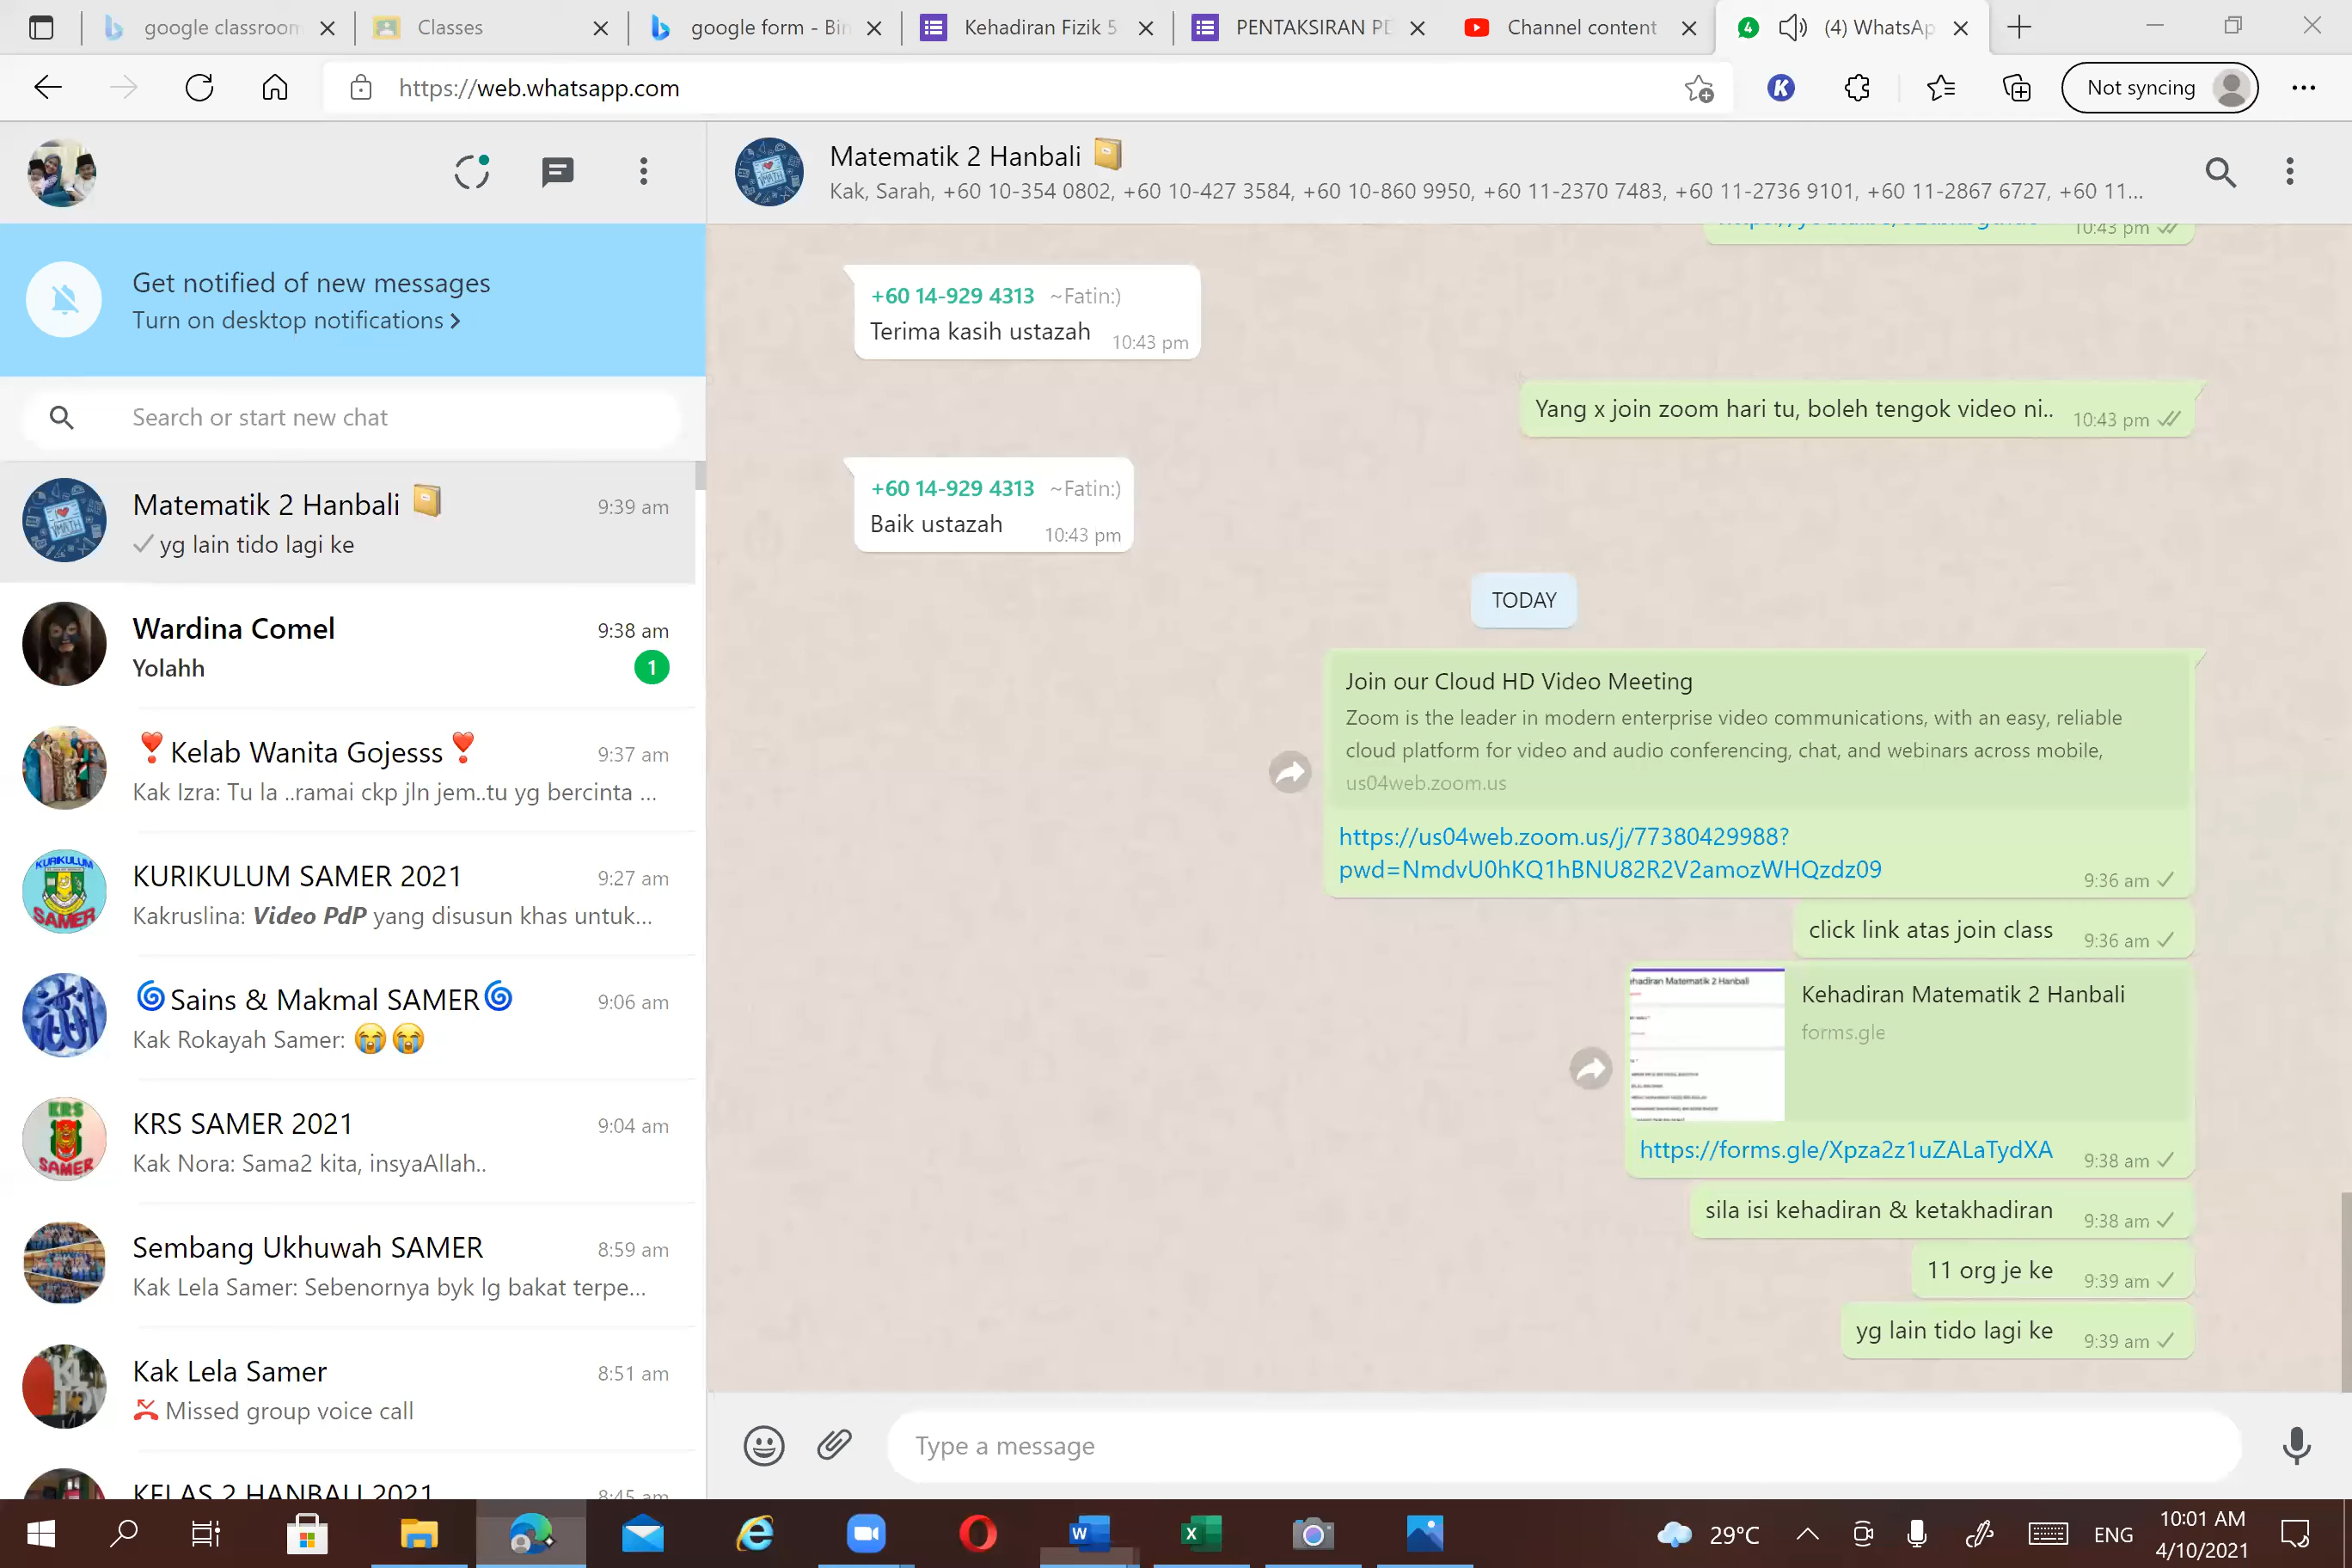 google classroom
Classes
google form - Bin
Kehadiran Fizik 5
PENTAKSIRAN PD
Channel content
4
(4) WhatsAp
https://web.whatsapp.com
K
Not syncing
Matematik 2 Hanbali
Kak, Sarah, +60 10-354 0802, +60 10-427 3584, +60 10-860 9950, +60 11-2370 7483, +60 11-2736 9101, +60 11-2867 6727, +60 11...
Get notified of new messages
Turn on desktop notifications >
Search or start new chat
Matematik 2 Hanbali
9:39 am
yg lain tido lagi ke
Wardina Comel
9:38 am
Yolahh
1
Kelab Wanita Gojesss
9:37 am
Kak Izra: Tu la ..ramai ckp jln jem..tu yg bercinta ...
KURIKULUM SAMER 2021
9:27 am
Kakruslina: Video PdP yang disusun khas untuk...
Sains & Makmal SAMER
9:06 am
Kak Rokayah Samer: 😭😭
KRS SAMER 2021
9:04 am
Kak Nora: Sama2 kita, insyaAllah..
Sembang Ukhuwah SAMER
8:59 am
Kak Lela Samer: Sebenornya byk lg bakat terpe...
Kak Lela Samer
8:51 am
Missed group voice call
KELAS 2 HANBALI 2021
8:45 am
10:43 pm
+60 14-929 4313 ~Fatin:)
Terima kasih ustazah
10:43 pm
Yang x join zoom hari tu, boleh tengok video ni..
10:43 pm
+60 14-929 4313 ~Fatin:)
Baik ustazah
10:43 pm
TODAY
Join our Cloud HD Video Meeting
Zoom is the leader in modern enterprise video communications, with an easy, reliable
cloud platform for video and audio conferencing, chat, and webinars across mobile,
us04web.zoom.us
https://us04web.zoom.us/j/77380429988?
pwd=NmdvU0hKQ1hBNU82R2V2amozWHQzdz09
9:36 am
click link atas join class
9:36 am
Kehadiran Matematik 2 Hanbali
forms.gle
https://forms.gle/Xpza2z1uZALaTydXA
9:38 am
sila isi kehadiran & ketakhadiran
9:38 am
11 org je ke
9:39 am
yg lain tido lagi ke
9:39 am
Type a message
29°C
ENG
10:01 AM
4/10/2021